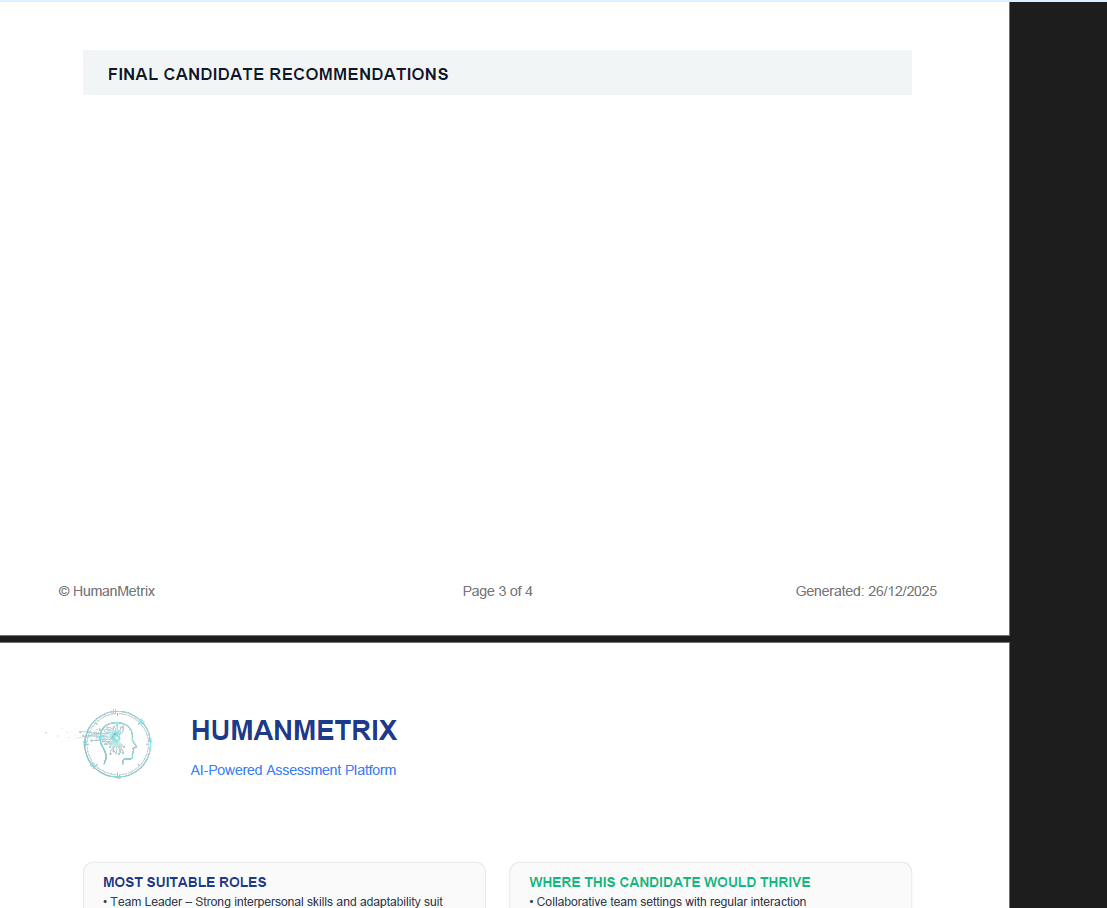 FINAL CANDIDATE RECOMMENDATIONS
© HumanMetrix
Page 3 of 4
Generated: 26/12/2025
HUMANMETRIX
AI-Powered Assessment Platform
MOST SUITABLE ROLES
• Team Leader – Strong interpersonal skills and adaptability suit
WHERE THIS CANDIDATE WOULD THRIVE
• Collaborative team settings with regular interaction